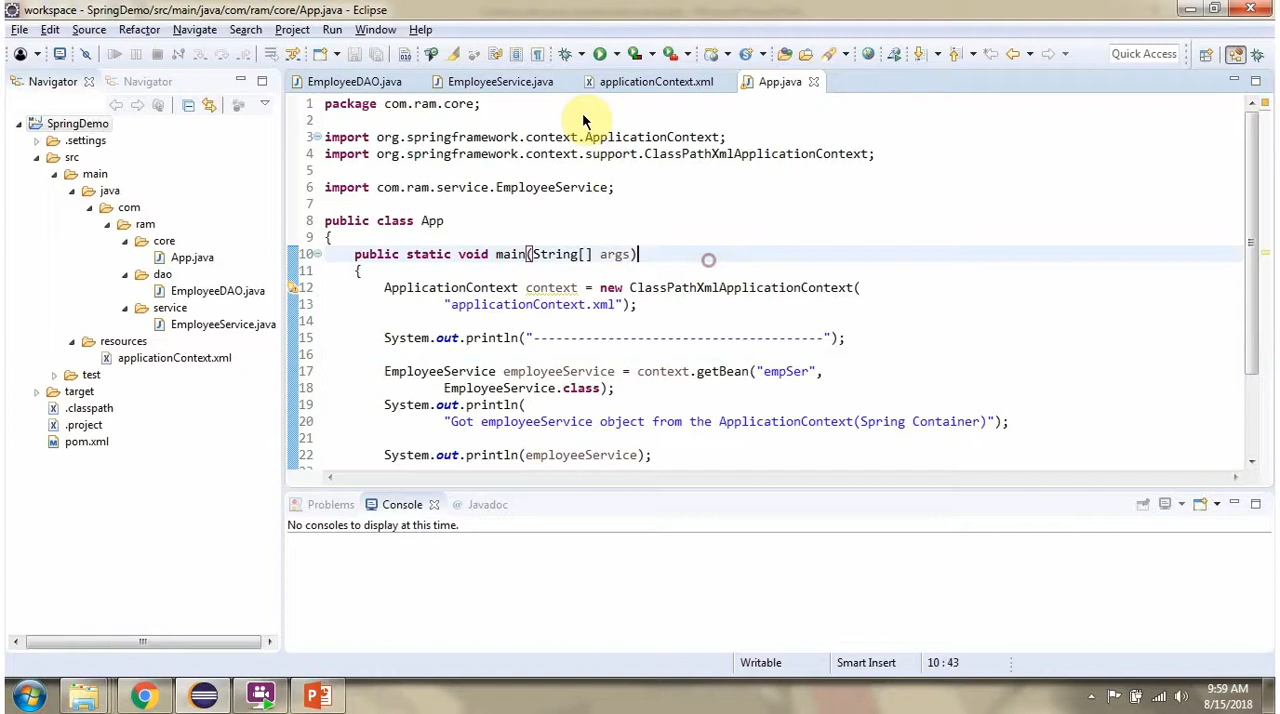 workspace - SpringDemo/src/main/java/com/ram/core/App.java - Eclipse
File Edit Source Refactor Navigate Search Project Run Window Help
Quick Access
Navigator Navigator
EmployeeDAO.java EmployeeService.java applicationContext.xml App.java
SpringDemo
.settings
src
main
java
com
ram
core
App.java
dao
EmployeeDAO.java
service
EmployeeService.java
resources
applicationContext.xml
test
target
.classpath
.project
pom.xml
1 package com.ram.core;
2
3 import org.springframework.context.ApplicationContext;
4 import org.springframework.context.support.ClassPathXmlApplicationContext;
5
6 import com.ram.service.EmployeeService;
7
8 public class App
9 {
10 public static void main(String[] args)
11 {
12 ApplicationContext context = new ClassPathXmlApplicationContext(
13 "applicationContext.xml");
14
15 System.out.println("---------------------------------------");
16
17 EmployeeService employeeService = context.getBean("empSer",
18 EmployeeService.class);
19 System.out.println(
20 "Got employeeService object from the ApplicationContext(Spring Container)");
21
22 System.out.println(employeeService);
Problems Console Javadoc
No consoles to display at this time.
Writable Smart Insert 10 : 43
9:59 AM
8/15/2018